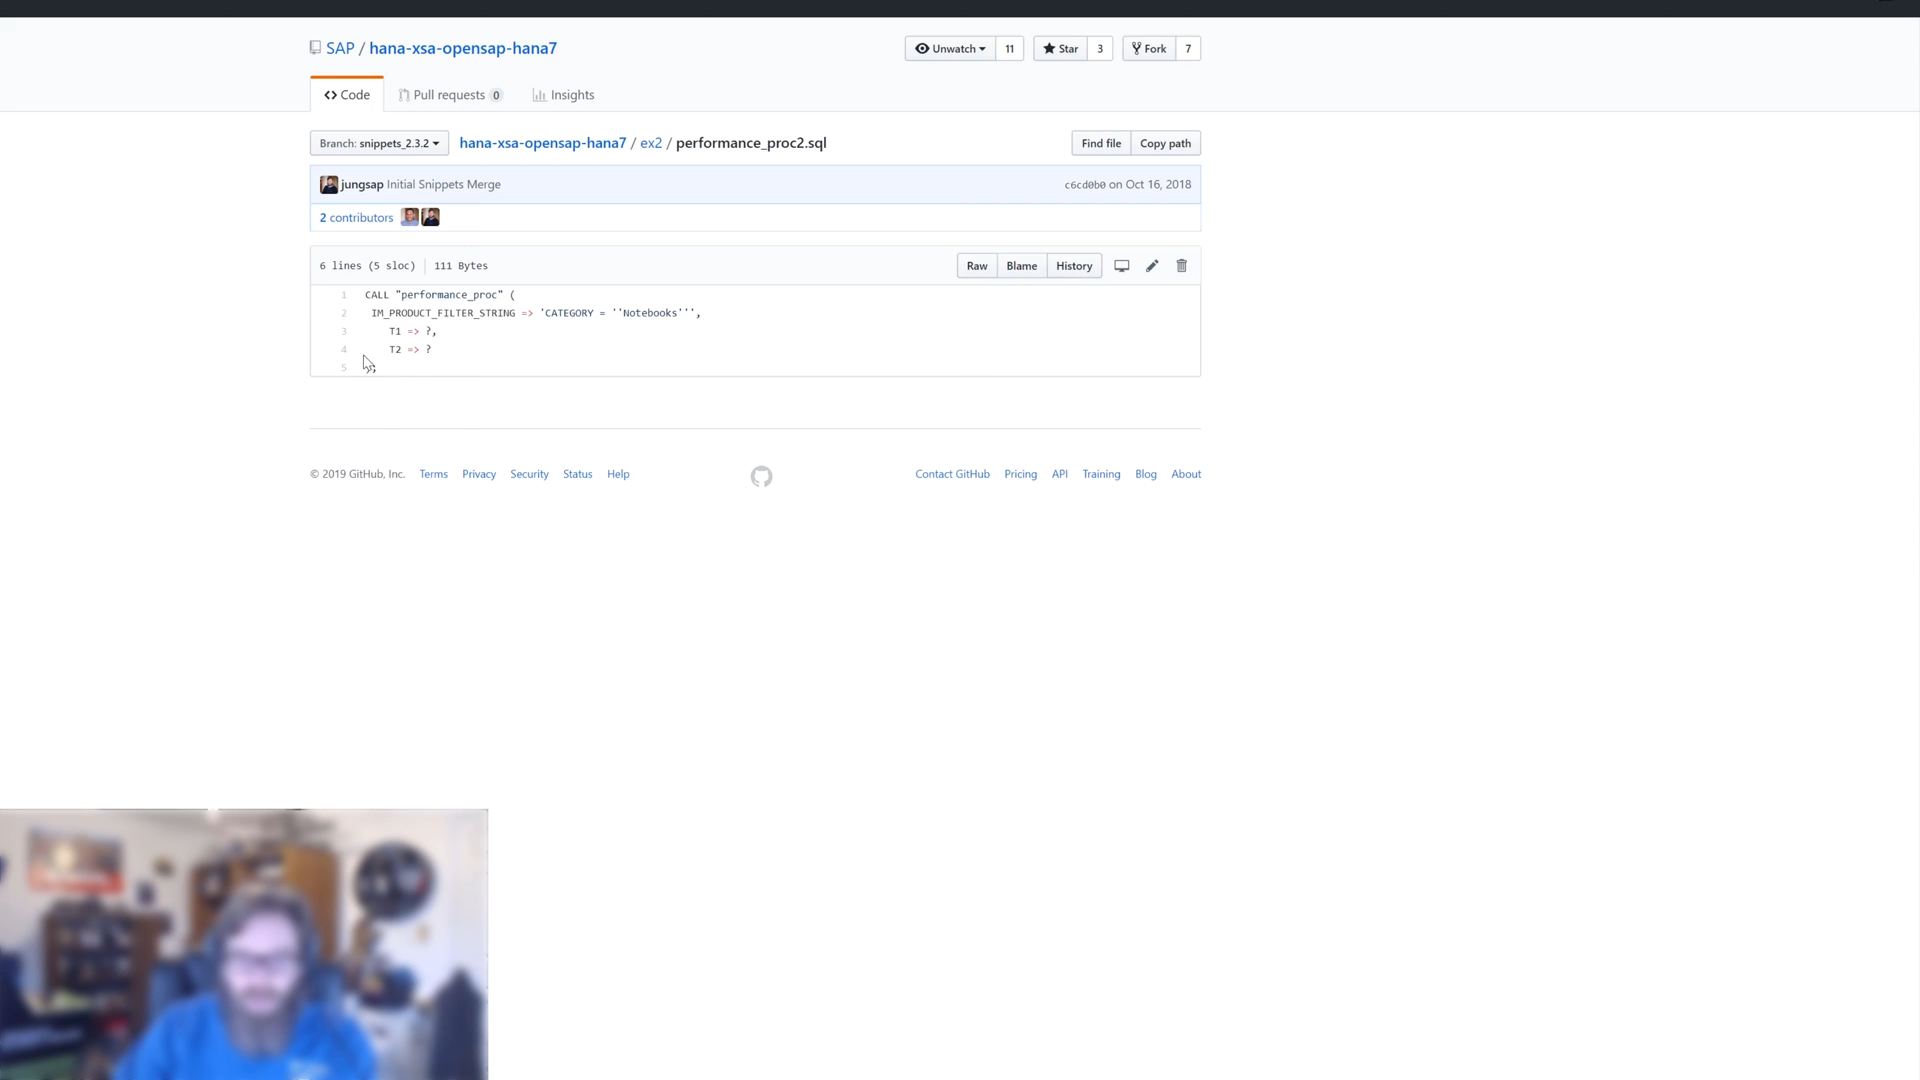 SAP / hana-xsa-opensap-hana7
Unwatch 11 Star 3 Fork 7
Code Pull requests 0 Insights
Branch: snippets_2.3.2 hana-xsa-opensap-hana7 / ex2 / performance_proc2.sql Find file Copy path
jungsap Initial Snippets Merge c6cd0b0 on Oct 16, 2018
2 contributors
6 lines (5 sloc) 111 Bytes Raw Blame History
1 CALL "performance_proc" (
2 IM_PRODUCT_FILTER_STRING => 'CATEGORY = ''Notebooks''',
3 T1 => ?,
4 T2 => ?
5
© 2019 GitHub, Inc. Terms Privacy Security Status Help Contact GitHub Pricing API Training Blog About